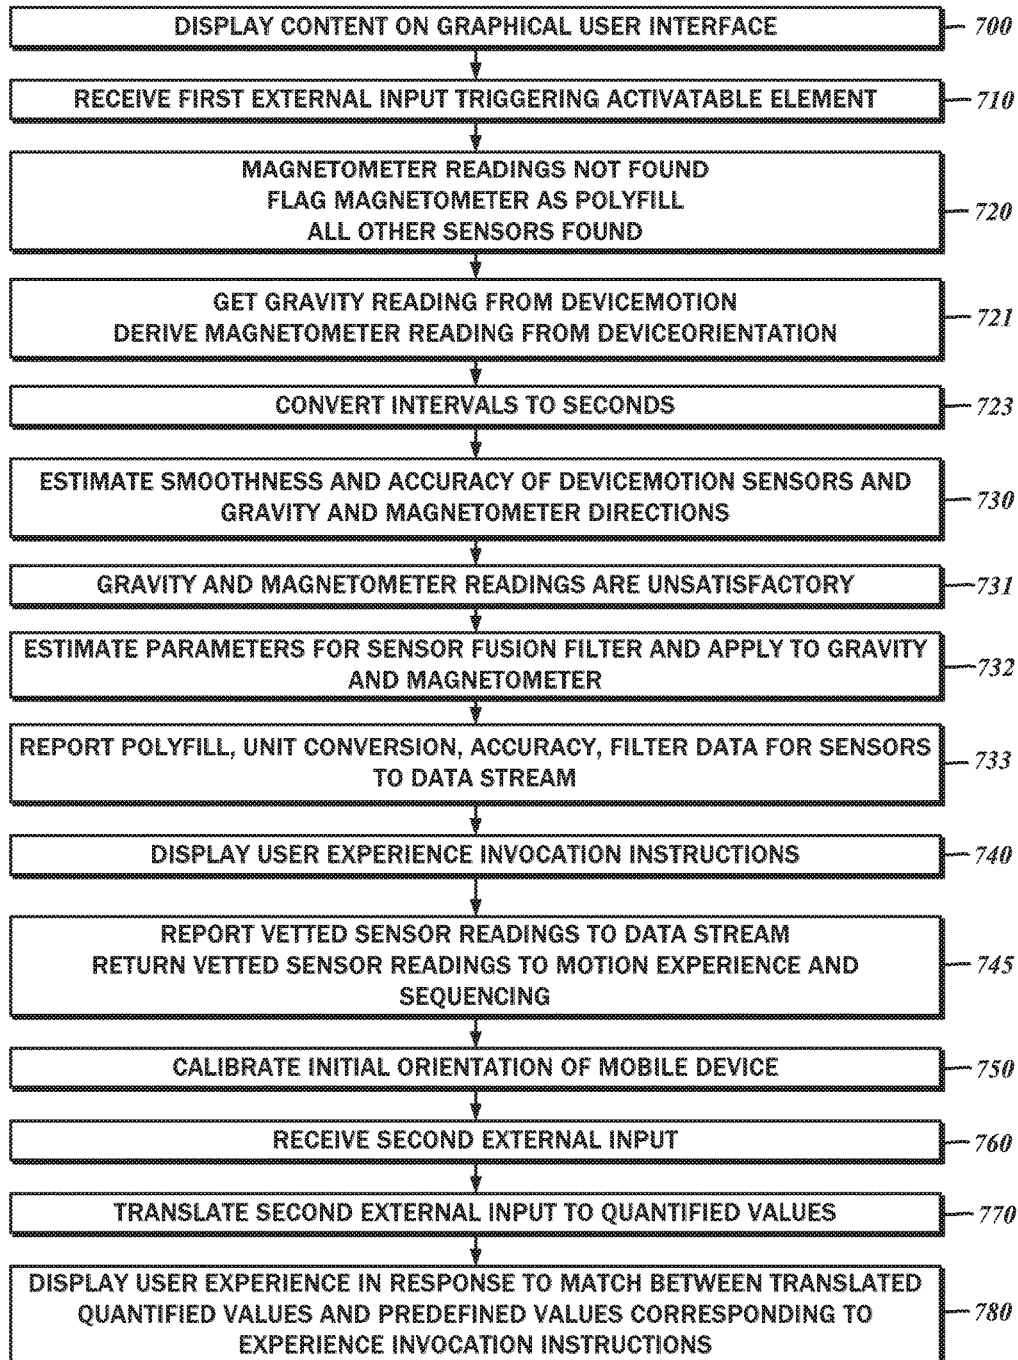 DISPLAY CONTENT ON GRAPHICAL USER INTERFACE
700
RECEIVE FIRST EXTERNAL INPUT TRIGGERING ACTIVATABLE ELEMENT
710
MAGNETOMETER READINGS NOT FOUND
FLAG MAGNETOMETER AS POLYFILL
ALL OTHER SENSORS FOUND
720
GET GRAVITY READING FROM DEVICEMOTION
DERIVE MAGNETOMETER READING FROM DEVICEORIENTATION
721
CONVERT INTERVALS TO SECONDS
723
ESTIMATE SMOOTHNESS AND ACCURACY OF DEVICEMOTION SENSORS AND
GRAVITY AND MAGNETOMETER DIRECTIONS
730
GRAVITY AND MAGNETOMETER READINGS ARE UNSATISFACTORY
731
ESTIMATE PARAMETERS FOR SENSOR FUSION FILTER AND APPLY TO GRAVITY
AND MAGNETOMETER
732
REPORT POLYFILL, UNIT CONVERSION, ACCURACY, FILTER DATA FOR SENSORS
TO DATA STREAM
733
DISPLAY USER EXPERIENCE INVOCATION INSTRUCTIONS
740
REPORT VETTED SENSOR READINGS TO DATA STREAM
RETURN VETTED SENSOR READINGS TO MOTION EXPERIENCE AND
SEQUENCING
745
CALIBRATE INITIAL ORIENTATION OF MOBILE DEVICE
750
RECEIVE SECOND EXTERNAL INPUT
760
TRANSLATE SECOND EXTERNAL INPUT TO QUANTIFIED VALUES
770
DISPLAY USER EXPERIENCE IN RESPONSE TO MATCH BETWEEN TRANSLATED
QUANTIFIED VALUES AND PREDEFINED VALUES CORRESPONDING TO
EXPERIENCE INVOCATION INSTRUCTIONS
780